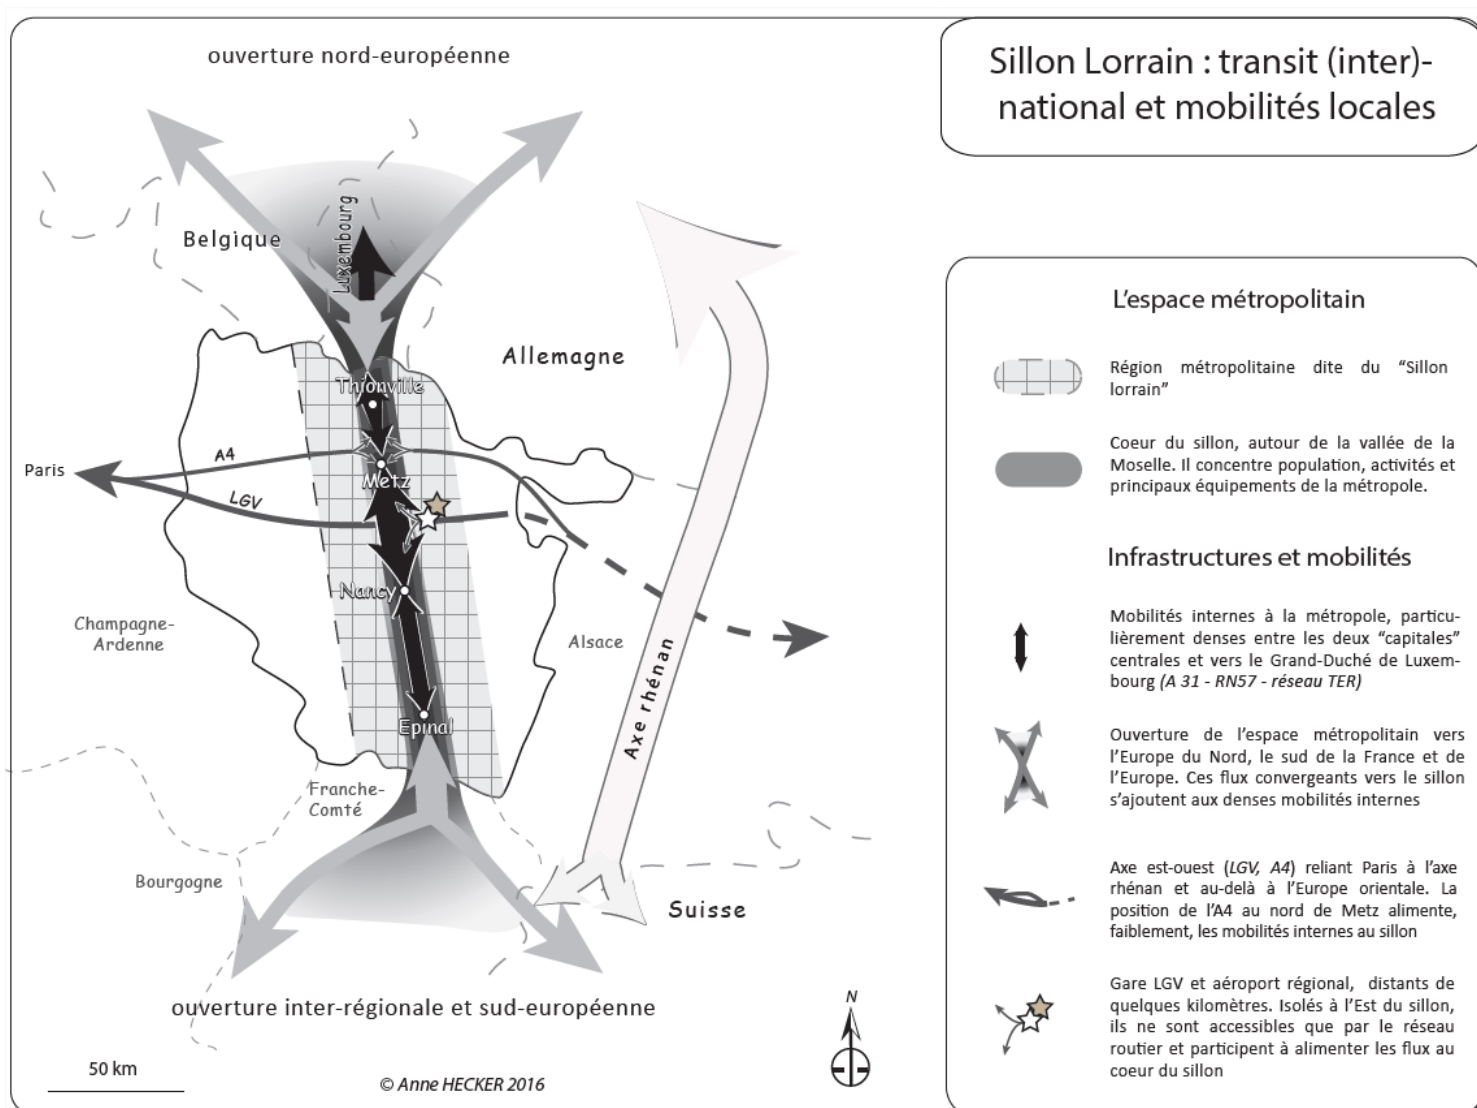 Sillon Lorrain : transit (inter)-
national et mobilités locales
ouverture nord-européenne
Belgique
Luxembourg
Allemagne
Thionville
A4
Paris
Metz
LGV
Nancy
Champagne-
Ardenne
Alsace
Axe rhénan
Epinal
Franche-
Comté
Bourgogne
Suisse
ouverture inter-régionale et sud-européenne
50 km
© Anne HECKER 2016
N
L'espace métropolitain
Région métropolitaine dite du “Sillon
lorrain”
Coeur du sillon, autour de la vallée de la
Moselle. Il concentre population, activités et
principaux équipements de la métropole.
Infrastructures et mobilités
Mobilités internes à la métropole, particu-
lièrement denses entre les deux “capitales”
centrales et vers le Grand-Duché de Luxem-
bourg (A 31 - RN57 - réseau TER)
Ouverture de l'espace métropolitain vers
l'Europe du Nord, le sud de la France et de
l'Europe. Ces flux convergeants vers le sillon
s'ajoutent aux denses mobilités internes
Axe est-ouest (LGV, A4) reliant Paris à l'axe
rhénan et au-delà à l'Europe orientale. La
position de l'A4 au nord de Metz alimente,
faiblement, les mobilités internes au sillon
Gare LGV et aéroport régional, distants de
quelques kilomètres. Isolés à l'Est du sillon,
ils ne sont accessibles que par le réseau
routier et participent à alimenter les flux au
coeur du sillon